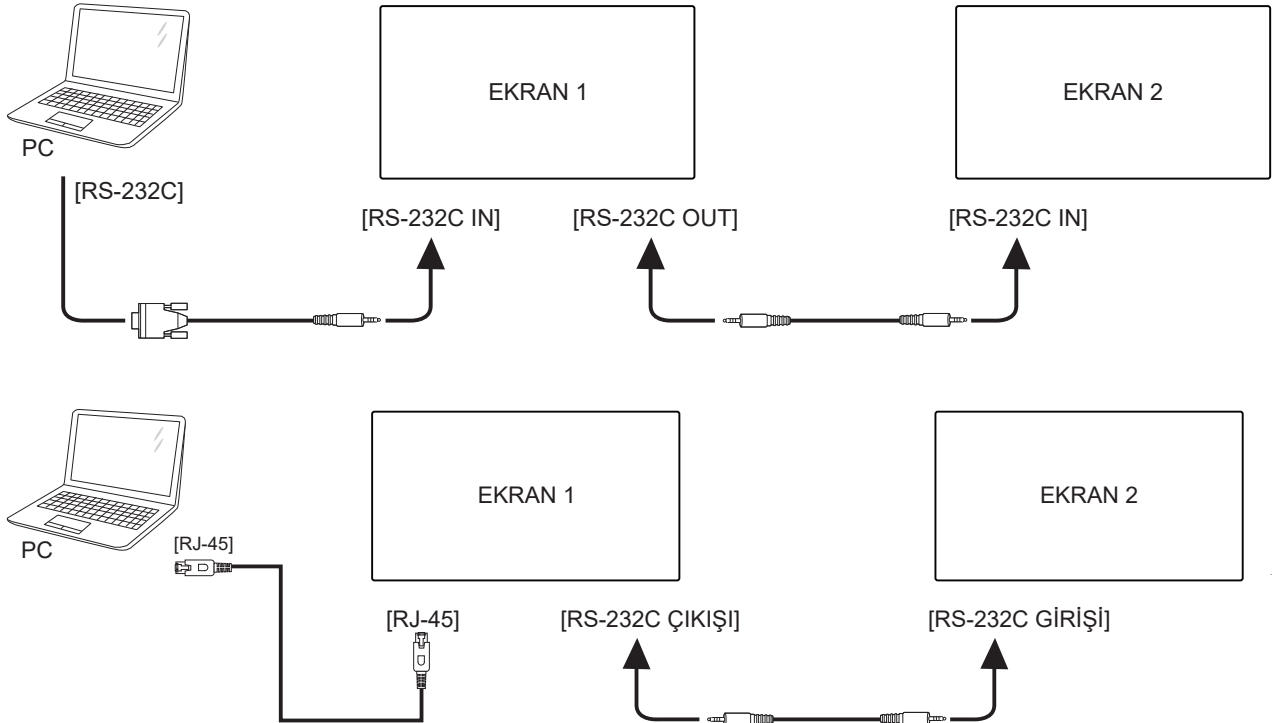 EKRAN 1
EKRAN 2
PC
[RS-232C]
[RS-232C IN]
[RS-232C OUT]
[RS-232C IN]
EKRAN 1
EKRAN 2
PC
[RJ-45]
[RJ-45]
[RS-232C ÇIKIŞI]
[RS-232C GİRİŞİ]